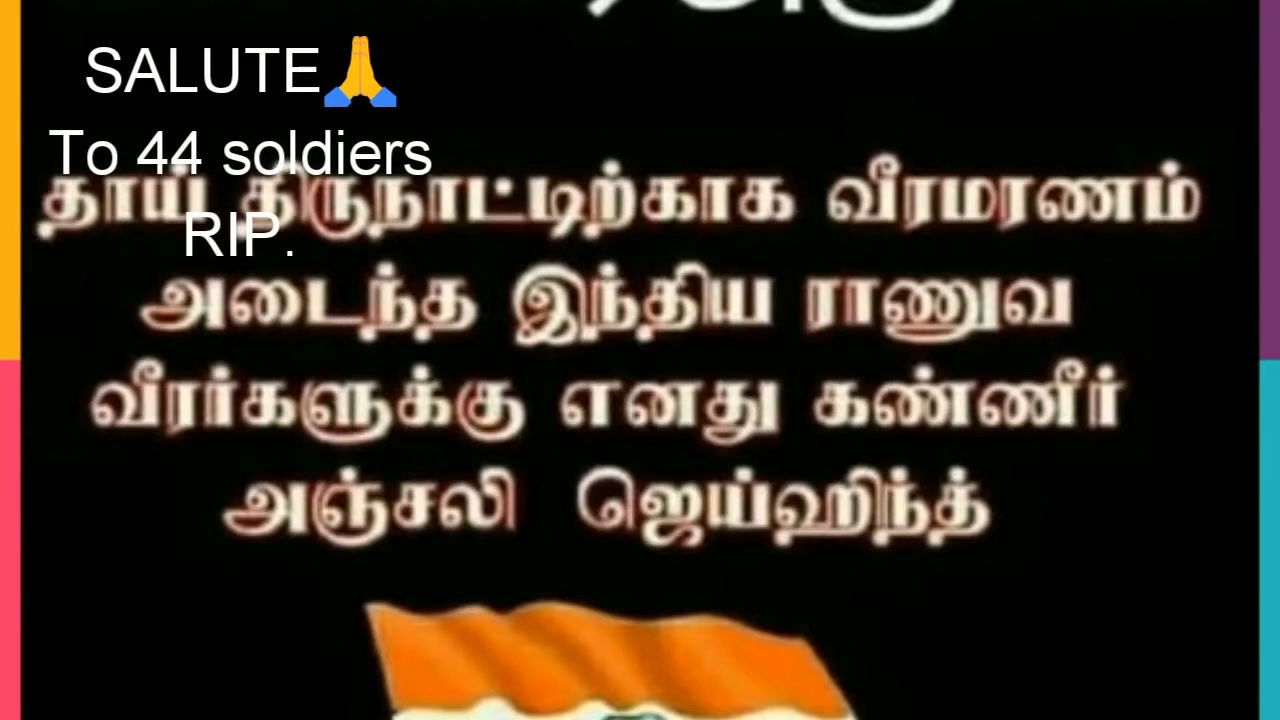 SALUTE🙏
To 44 soldiers
RIP.
தாய் திருநாட்டிற்காக வீரமரணம்
அடைந்த இந்திய ராணுவ
வீரர்களுக்கு எனது கண்ணீர்
அஞ்சலி ஜெய்ஹிந்த்